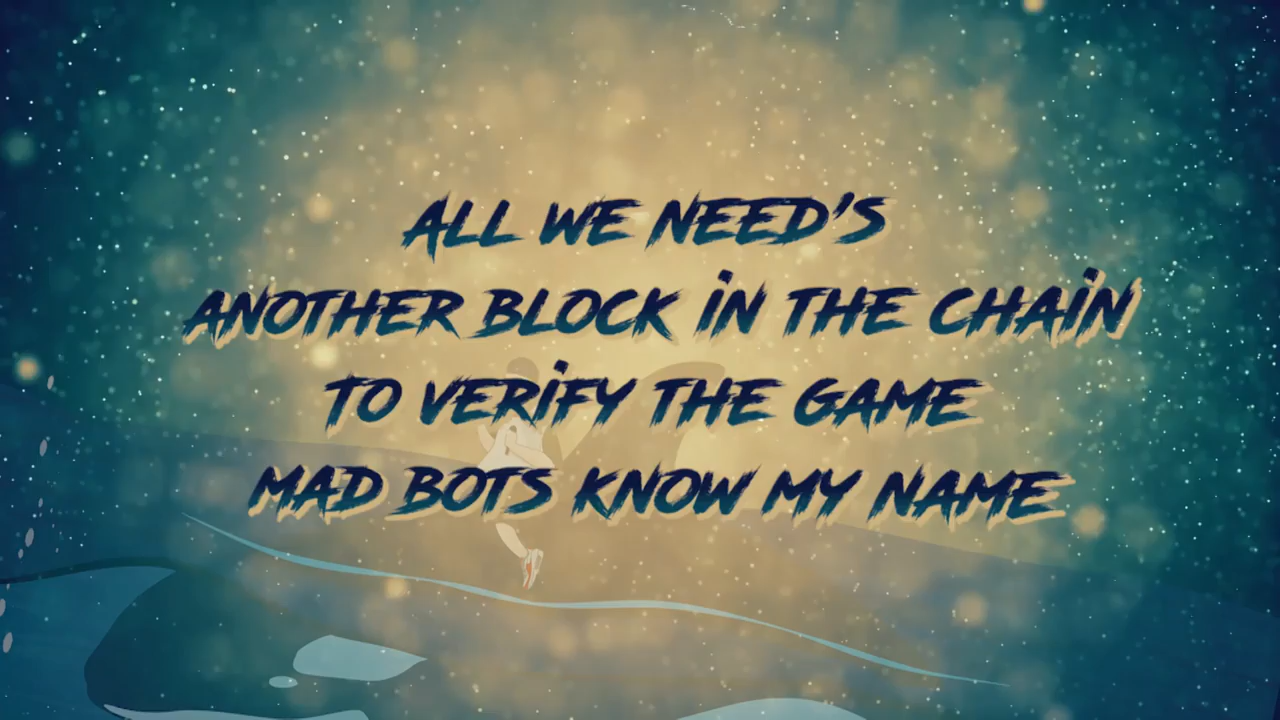 ALL WE NEED'S
ANOTHER BLOCK IN THE CHAIN
TO VERIFY THE GAME
MAD BOTS KNOW MY NAME